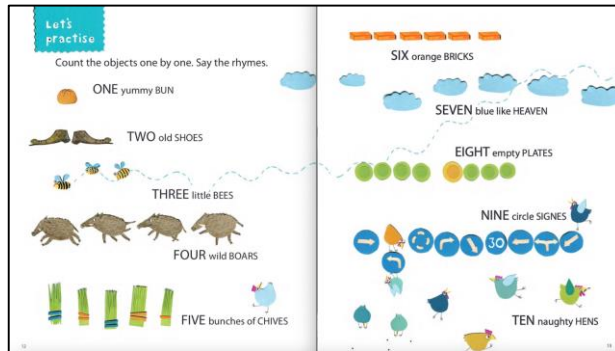 Let's
practise
Count the objects one by one. Say the rhymes.
ONE yummy BUN
TWO old SHOES
THREE little BEES
FOUR wild BOARS
FIVE bunches of CHIVES
12
SIX orange BRICKS
SEVEN blue like HEAVEN
EIGHT empty PLATES
NINE circle SIGNES
30
TEN naughty HENS
13